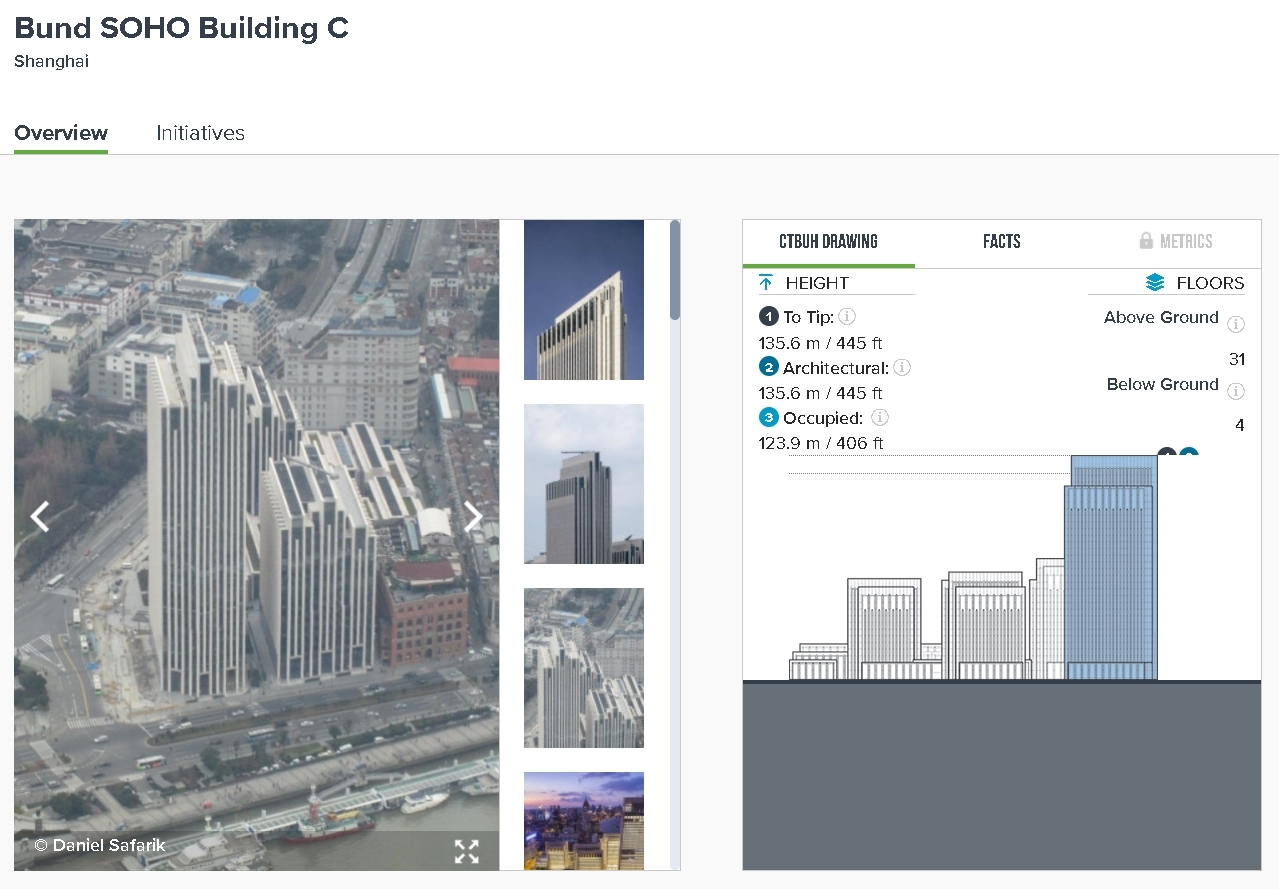 Bund SOHO Building C
Shanghai
Overview Initiatives
© Daniel Safarik
CTBUH DRAWING FACTS METRICS
HEIGHT
1 To Tip:
135.6 m / 445 ft
2 Architectural:
135.6 m / 445 ft
3 Occupied:
123.9 m / 406 ft
FLOORS
Above Ground
31
Below Ground
4